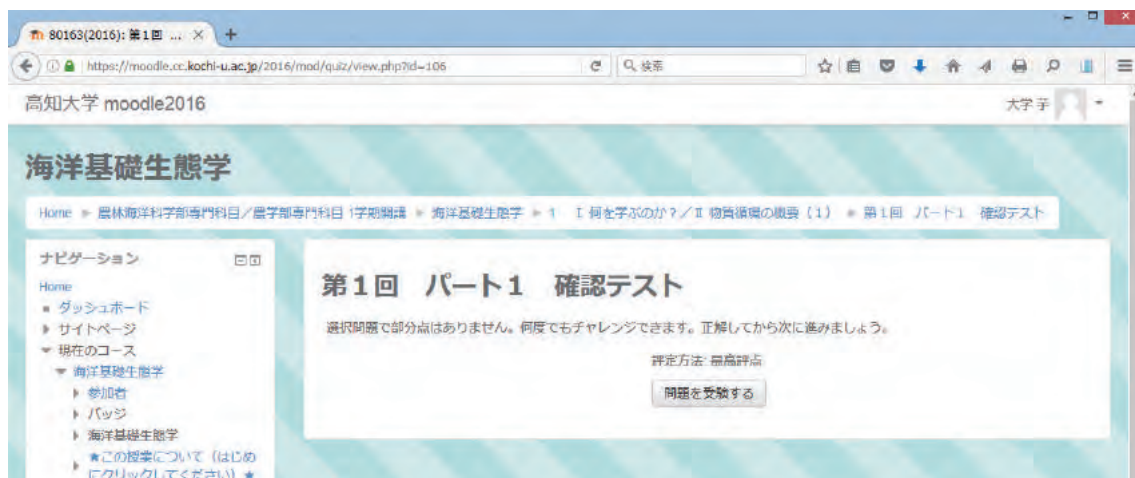 80163(2016): 第1回 ... × +
https://moodle.cc.kochi-u.ac.jp/2016/mod/quiz/view.php?id=106
検索
高知大学 moodle2016
大学 芋
海洋基礎生態学
Home ▶ 農林海洋科学部専門科目／農学部専門科目 1学期開講 ▶ 海洋基礎生態学 ▶ 1 Ⅰ 何を学ぶのか？／Ⅱ 物質循環の概要（1） ▶ 第1回 パート1 確認テスト
ナビゲーション
Home
ダッシュボード
サイトページ
現在のコース
海洋基礎生態学
参加者
バッジ
海洋基礎生態学
★この授業について（はじめ
にクリックしてください）★
第１回　パート１　確認テスト
選択問題で部分点はありません。何度でもチャレンジできます。正解してから次に進みましょう。
評定方法: 最高評点
問題を受験する